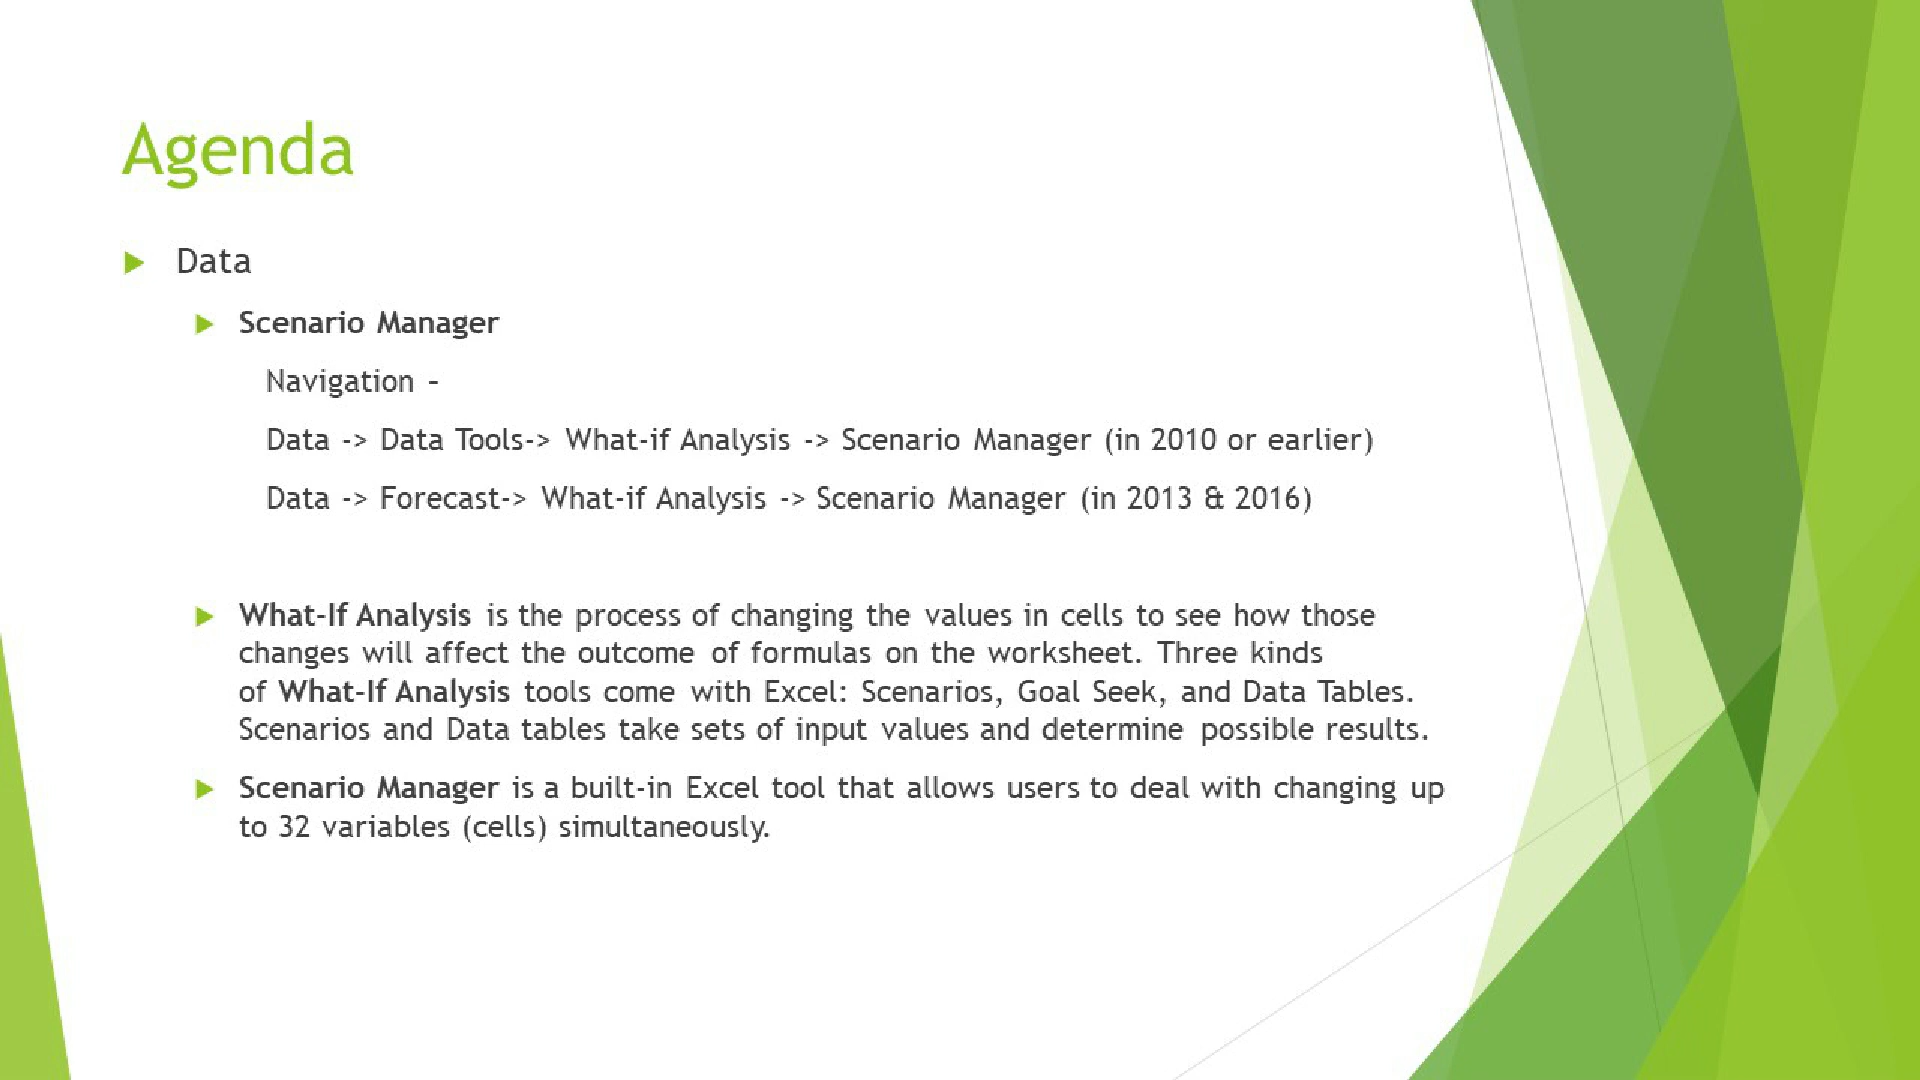 Agenda
Data
Scenario Manager
Navigation –
Data -> Data Tools-> What-if Analysis -> Scenario Manager (in 2010 or earlier)
Data -> Forecast-> What-if Analysis -> Scenario Manager (in 2013 & 2016)
What-If Analysis is the process of changing the values in cells to see how those
changes will affect the outcome of formulas on the worksheet. Three kinds
of What-If Analysis tools come with Excel: Scenarios, Goal Seek, and Data Tables.
Scenarios and Data tables take sets of input values and determine possible results.
Scenario Manager is a built-in Excel tool that allows users to deal with changing up
to 32 variables (cells) simultaneously.